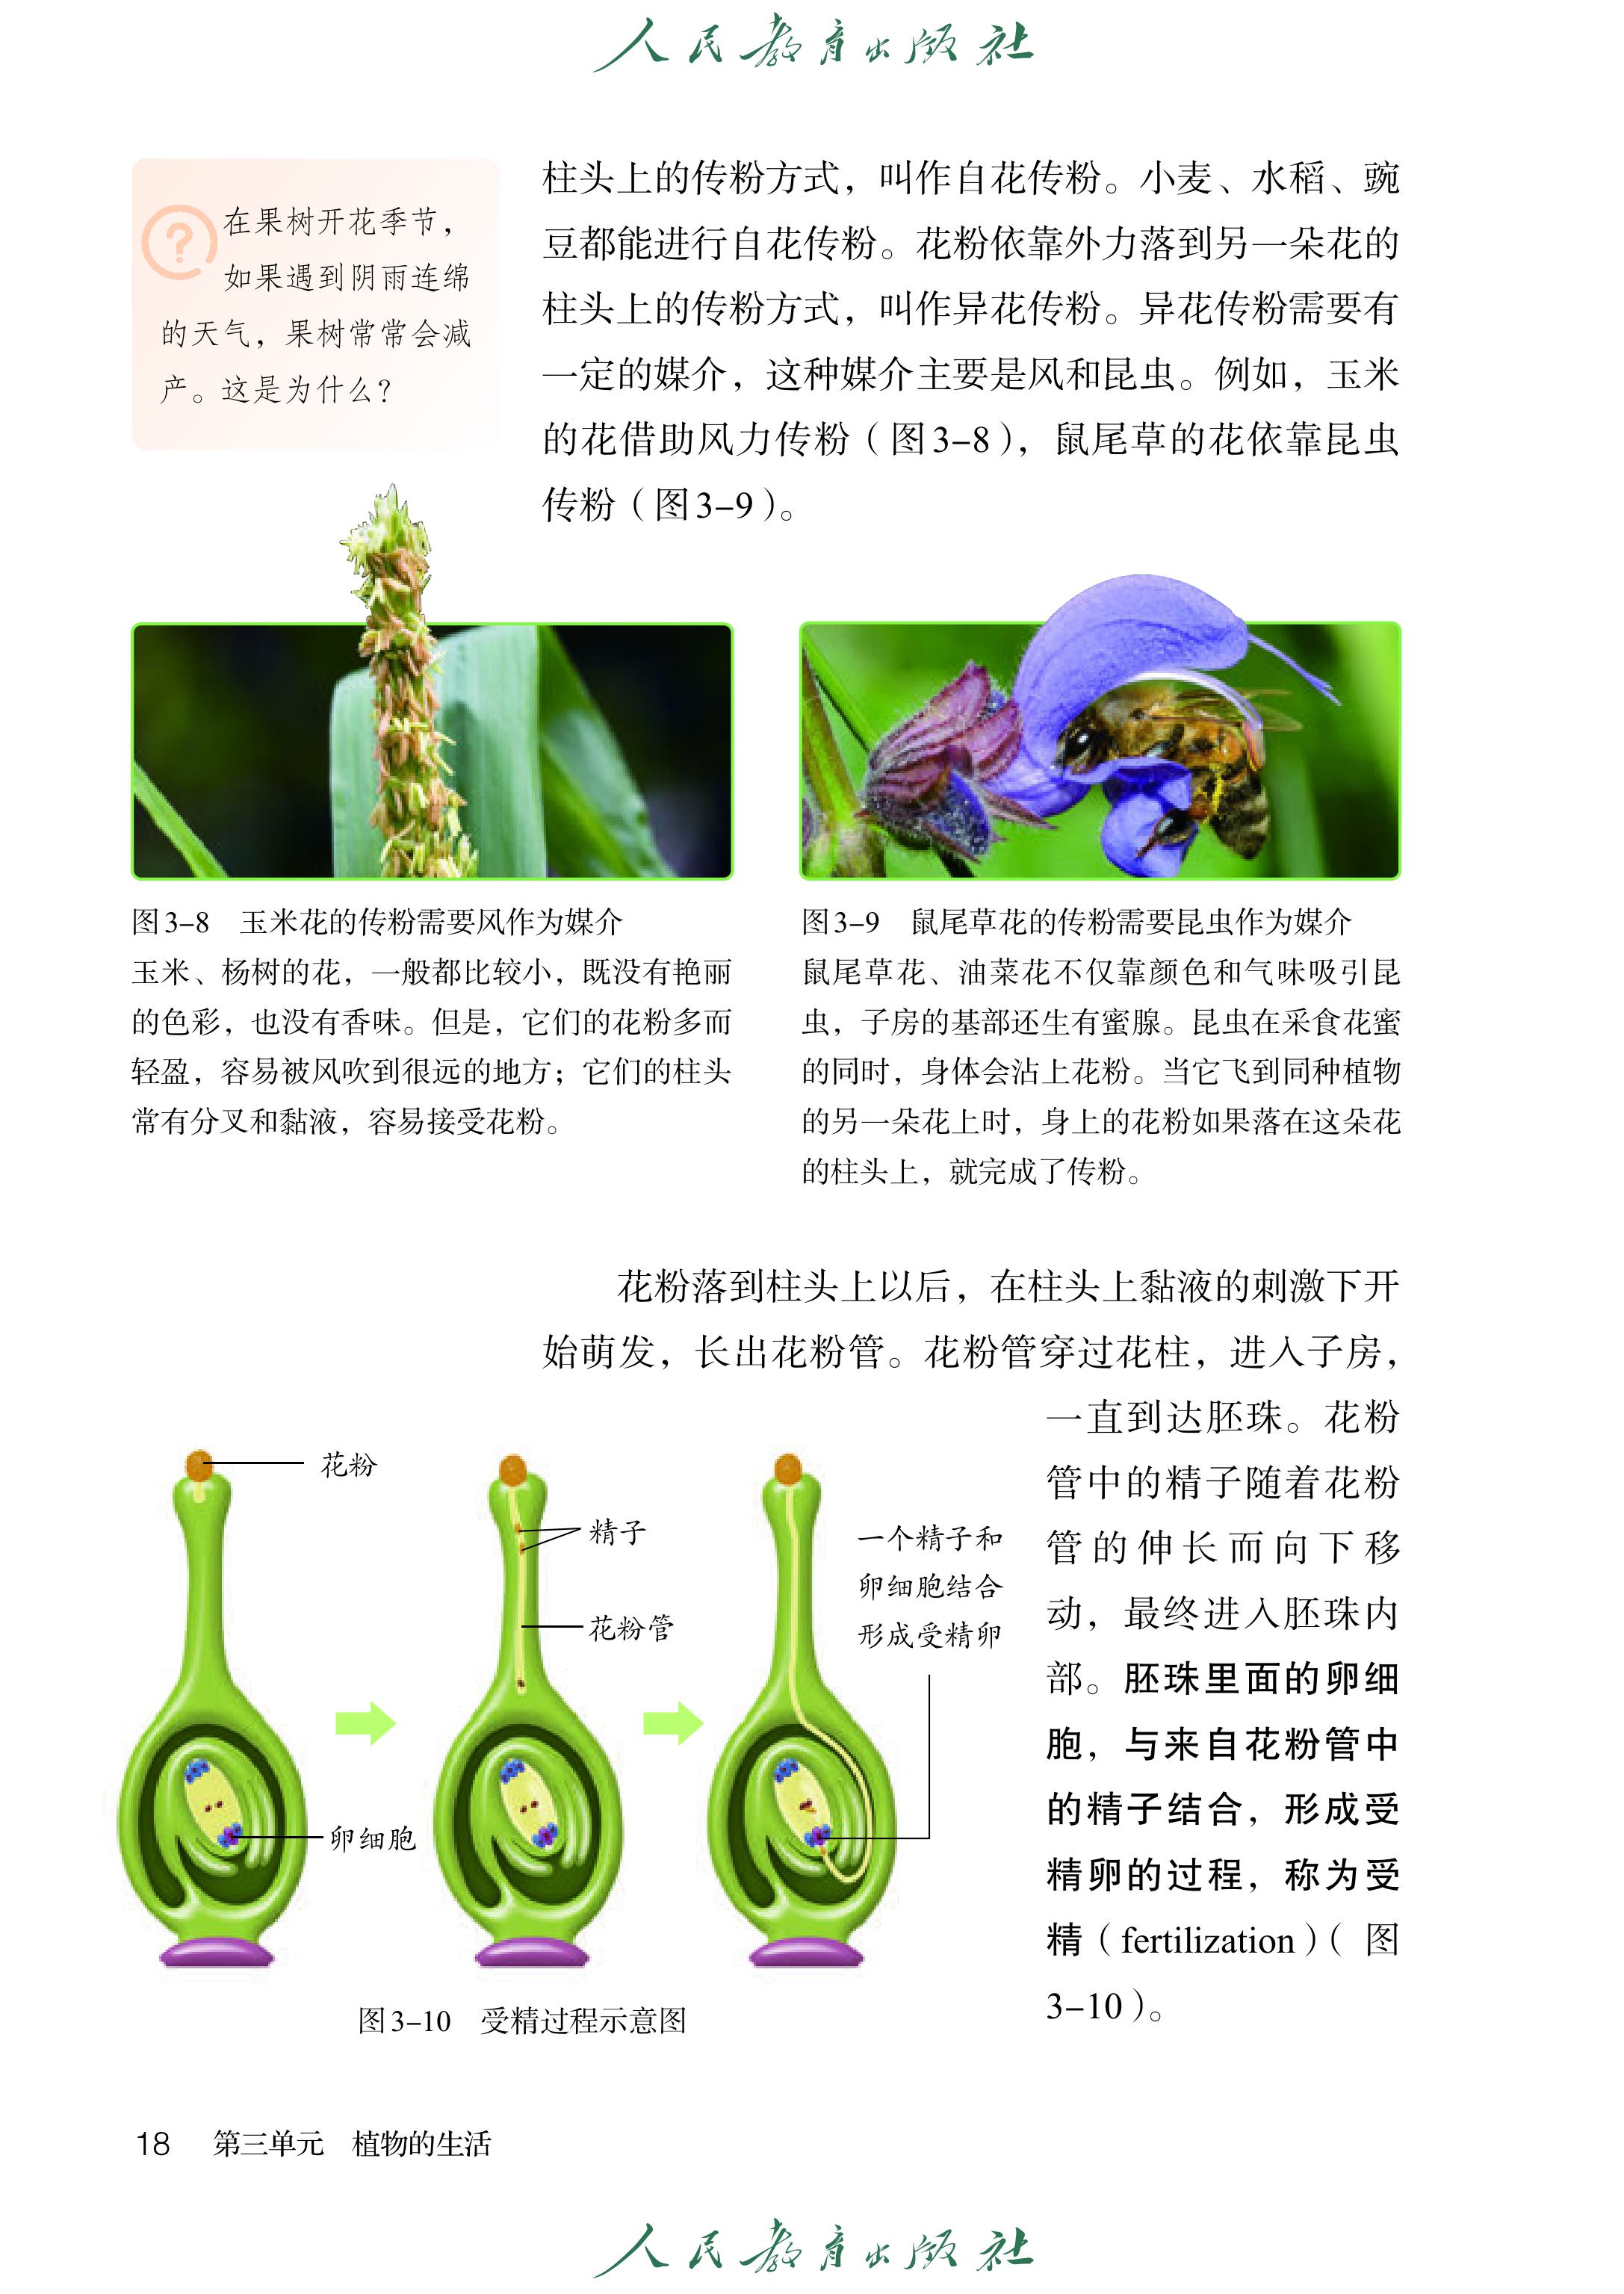 人民教育出版社
在果树开花季节，
如果遇到阴雨连绵
的天气，果树常常会减
产。这是为什么？
柱头上的传粉方式，叫作自花传粉。小麦、水稻、豌
豆都能进行自花传粉。花粉依靠外力落到另一朵花的
柱头上的传粉方式，叫作异花传粉。异花传粉需要有
一定的媒介，这种媒介主要是风和昆虫。例如，玉米
的花借助风力传粉（图3–8），鼠尾草的花依靠昆虫
传粉（图3–9）。
图3–8　玉米花的传粉需要风作为媒介
玉米、杨树的花，一般都比较小，既没有艳丽
的色彩，也没有香味。但是，它们的花粉多而
轻盈，容易被风吹到很远的地方；它们的柱头
常有分叉和黏液，容易接受花粉。
图3–9　鼠尾草花的传粉需要昆虫作为媒介
鼠尾草花、油菜花不仅靠颜色和气味吸引昆
虫，子房的基部还生有蜜腺。昆虫在采食花蜜
的同时，身体会沾上花粉。当它飞到同种植物
的另一朵花上时，身上的花粉如果落在这朵花
的柱头上，就完成了传粉。
花粉落到柱头上以后，在柱头上黏液的刺激下开
始萌发，长出花粉管。花粉管穿过花柱，进入子房，
一直到达胚珠。花粉
管中的精子随着花粉
管的伸长而向下移
动，最终进入胚珠内
部。胚珠里面的卵细
胞，与来自花粉管中
的精子结合，形成受
精卵的过程，称为受
精（fertilization）（图
3–10）。
花粉
精子
花粉管
一个精子和
卵细胞结合
形成受精卵
卵细胞
图3–10　受精过程示意图
18　第三单元　植物的生活
人民教育出版社